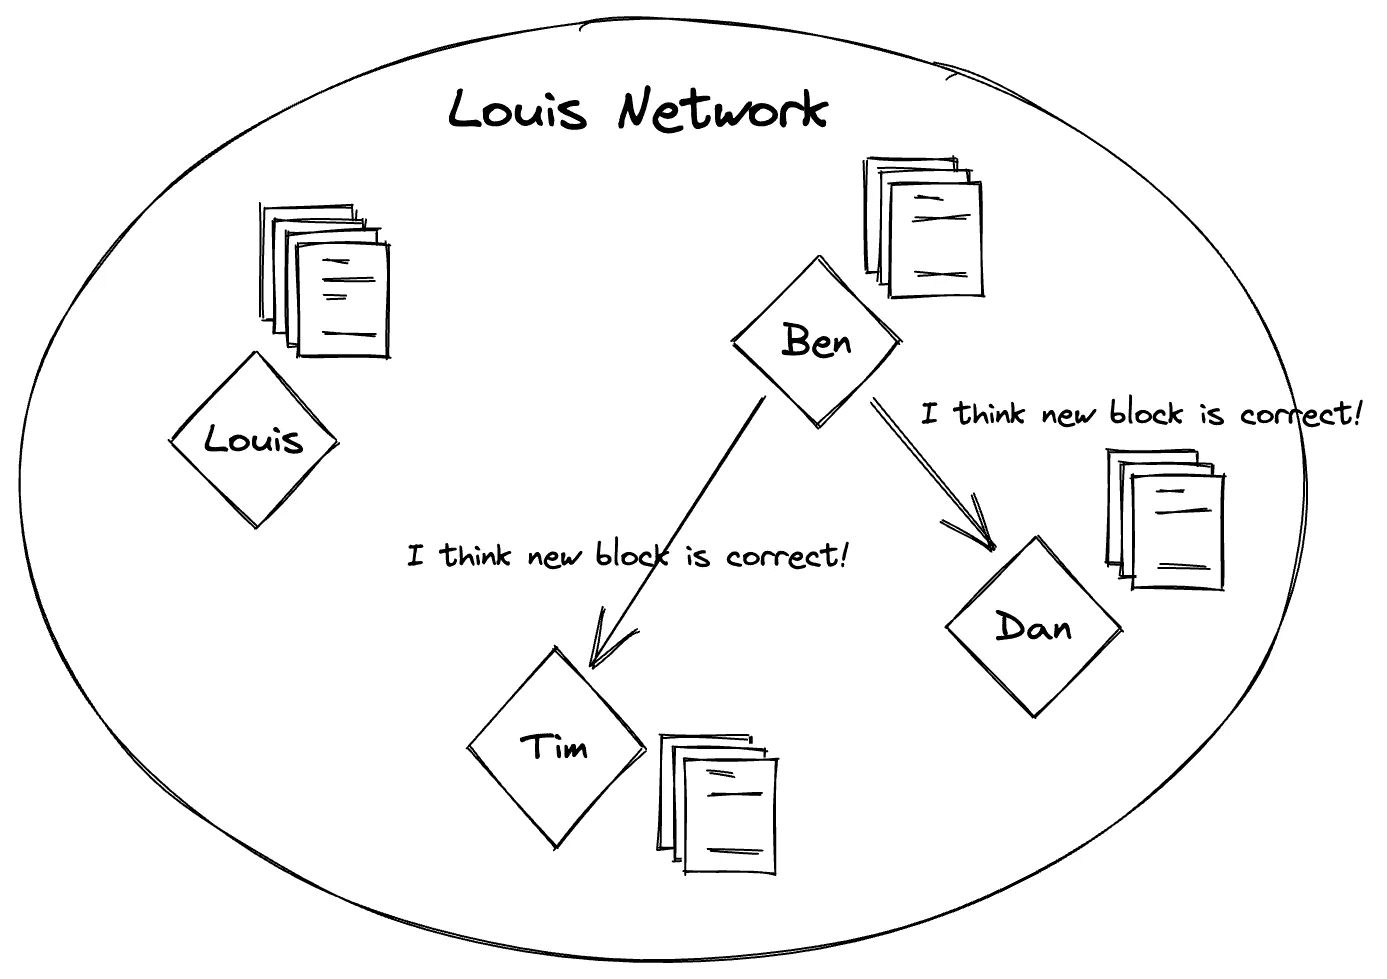 Louis Network
Ben
I think new block is correct!
Louis
I think new block is correct!
Dan
Tim